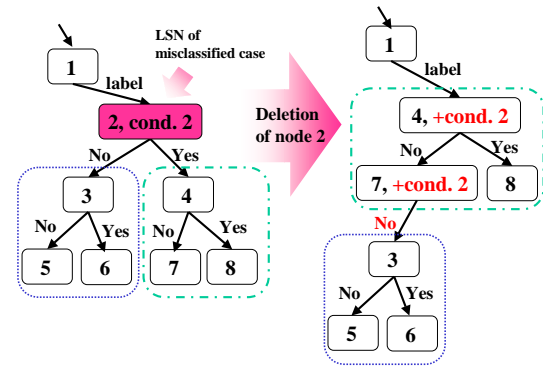 LSN of
misclassified case
1
label
2, cond. 2
No
Yes
3
4
No
Yes
No
Yes
5
6
7
8
Deletion
of node 2
1
label
4, +cond. 2
No
Yes
7, +cond. 2
8
No
3
No
Yes
5
6